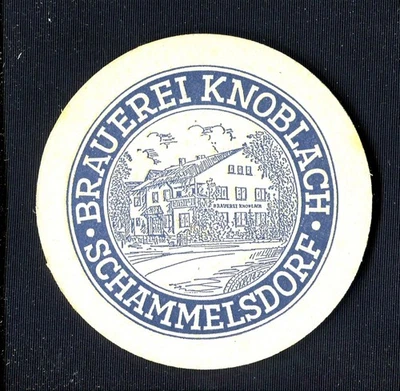 · BRAUEREI KNOBLACH ·
SCHAMMELSDORF
BRAUEREI KNOBLACH